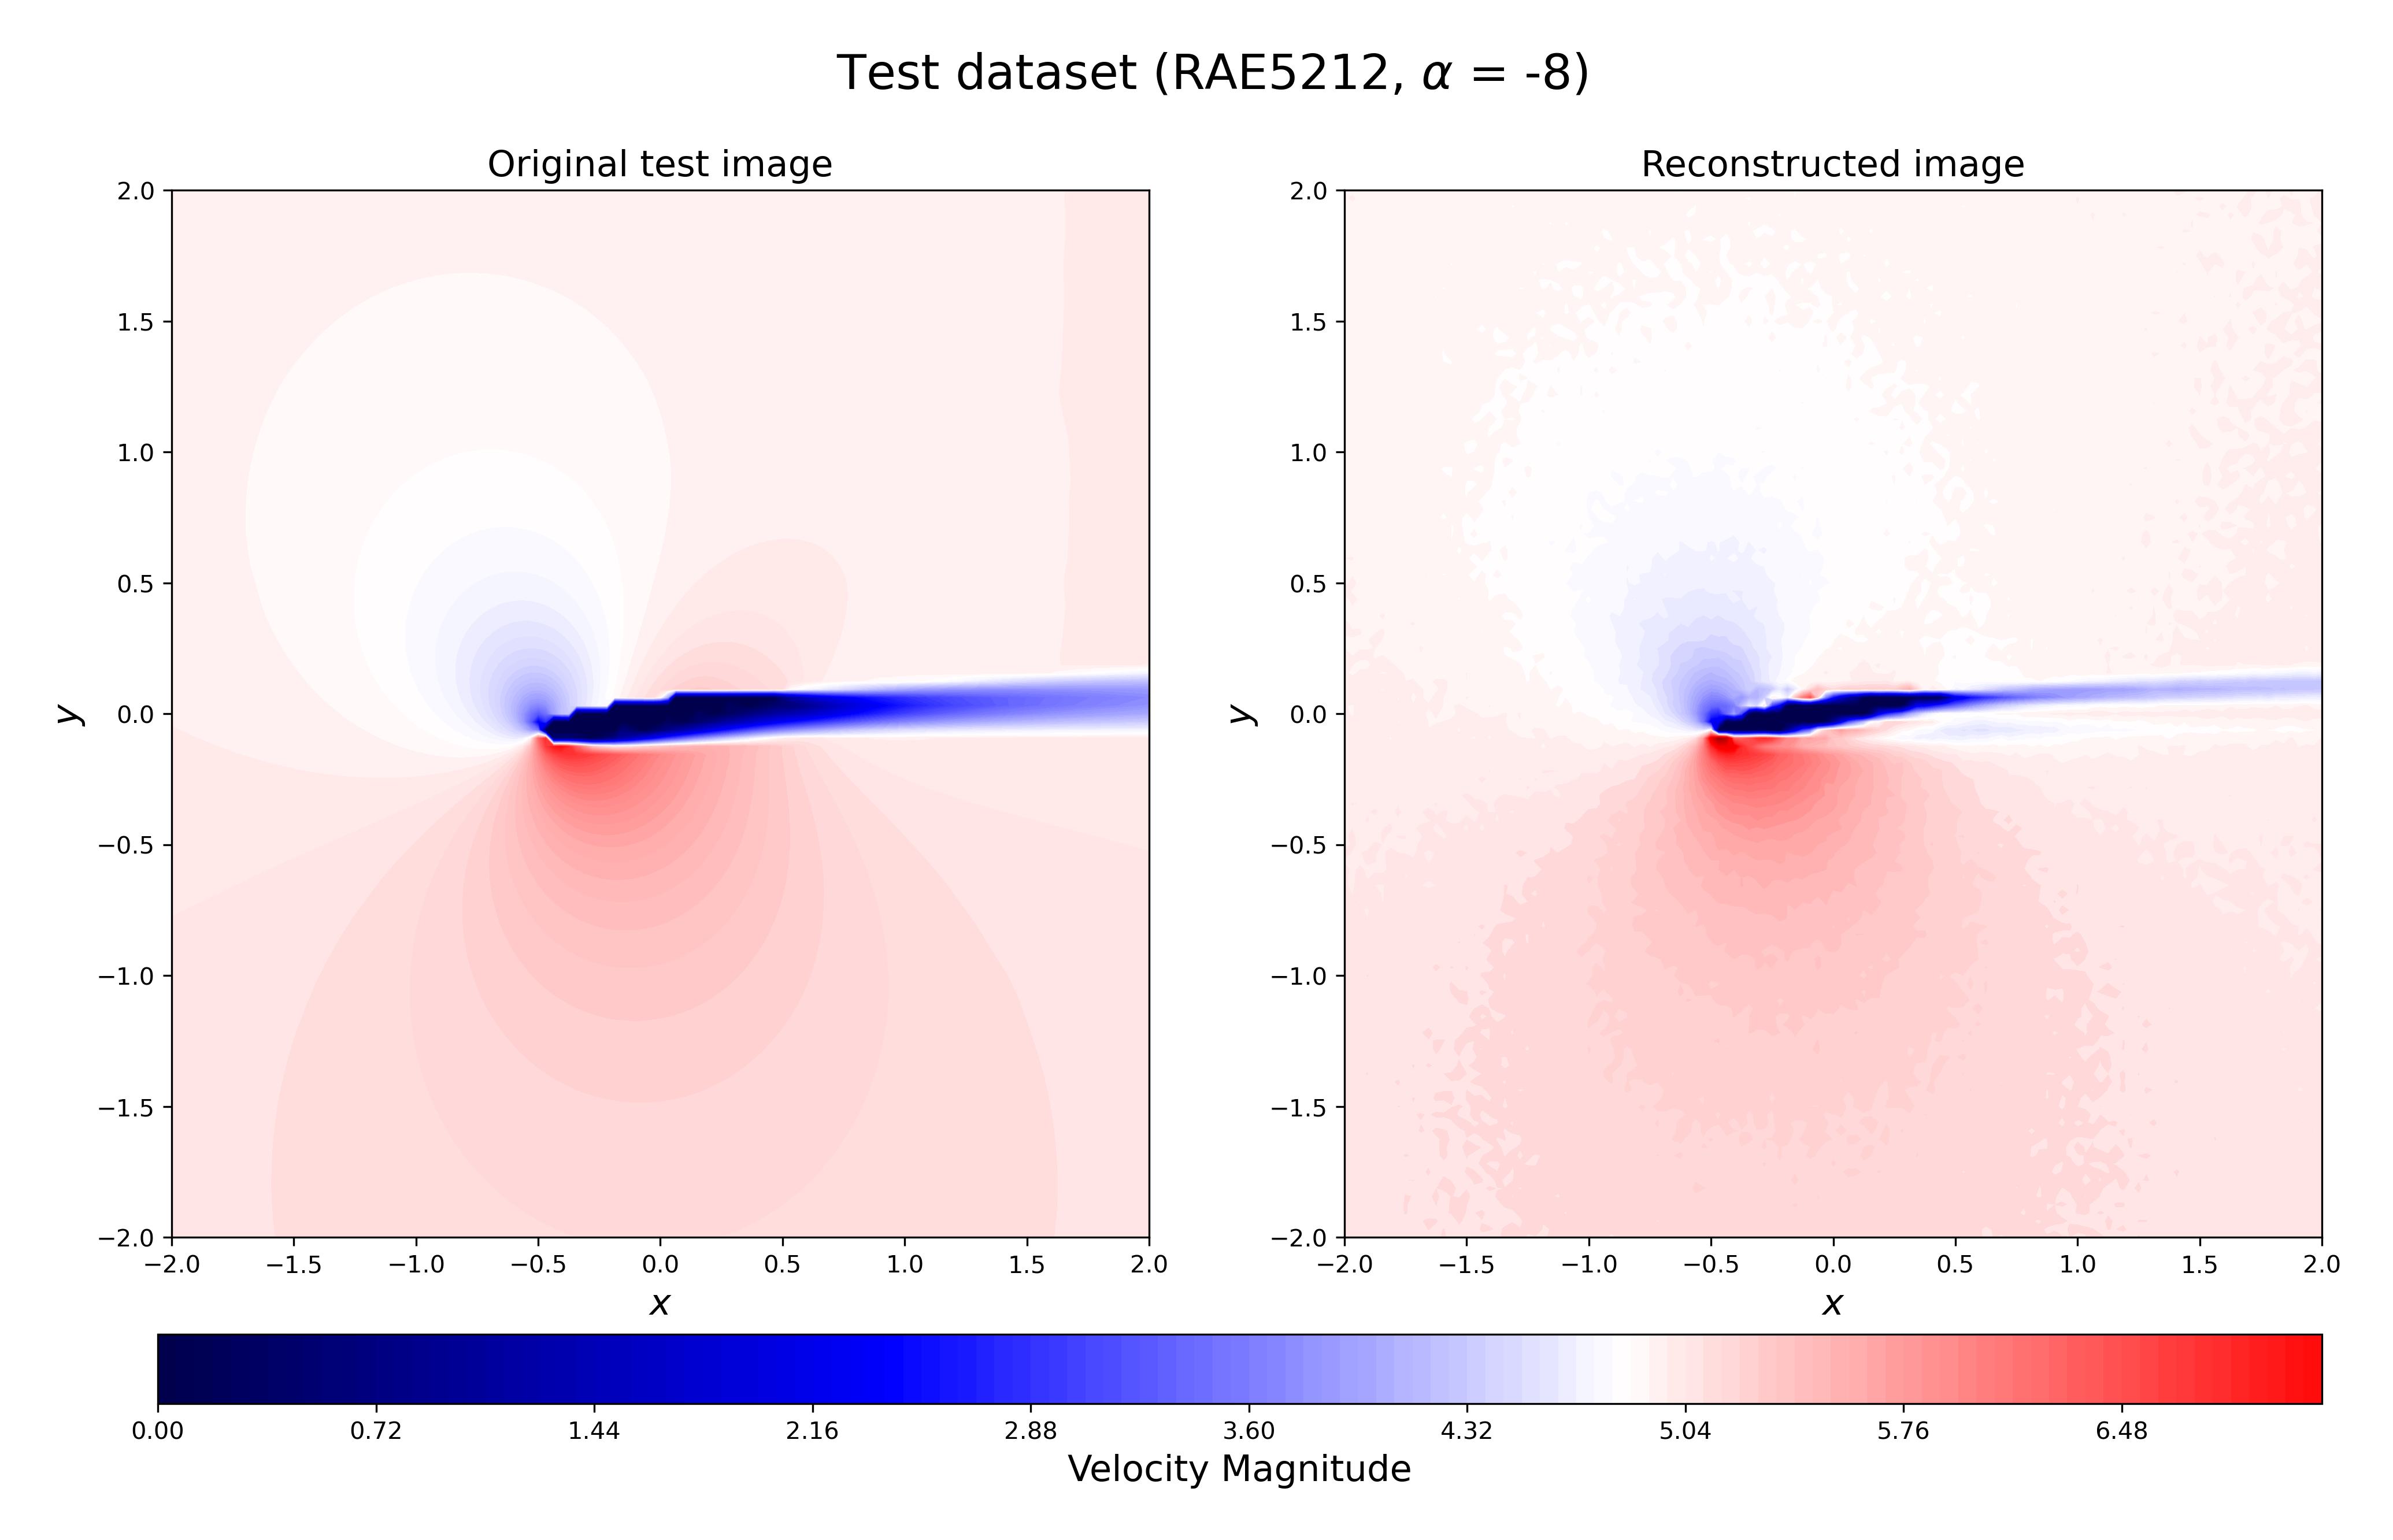 Test dataset (RAE5212, α = -8)
Original test image
Reconstructed image
2.0
1.5
1.0
0.5
0.0
−0.5
−1.0
−1.5
−2.0
y
−2.0 −1.5 −1.0 −0.5 0.0 0.5 1.0 1.5 2.0
x
2.0
1.5
1.0
0.5
0.0
−0.5
−1.0
−1.5
−2.0
y
−2.0 −1.5 −1.0 −0.5 0.0 0.5 1.0 1.5 2.0
x
0.00 0.72 1.44 2.16 2.88 3.60 4.32 5.04 5.76 6.48
Velocity Magnitude